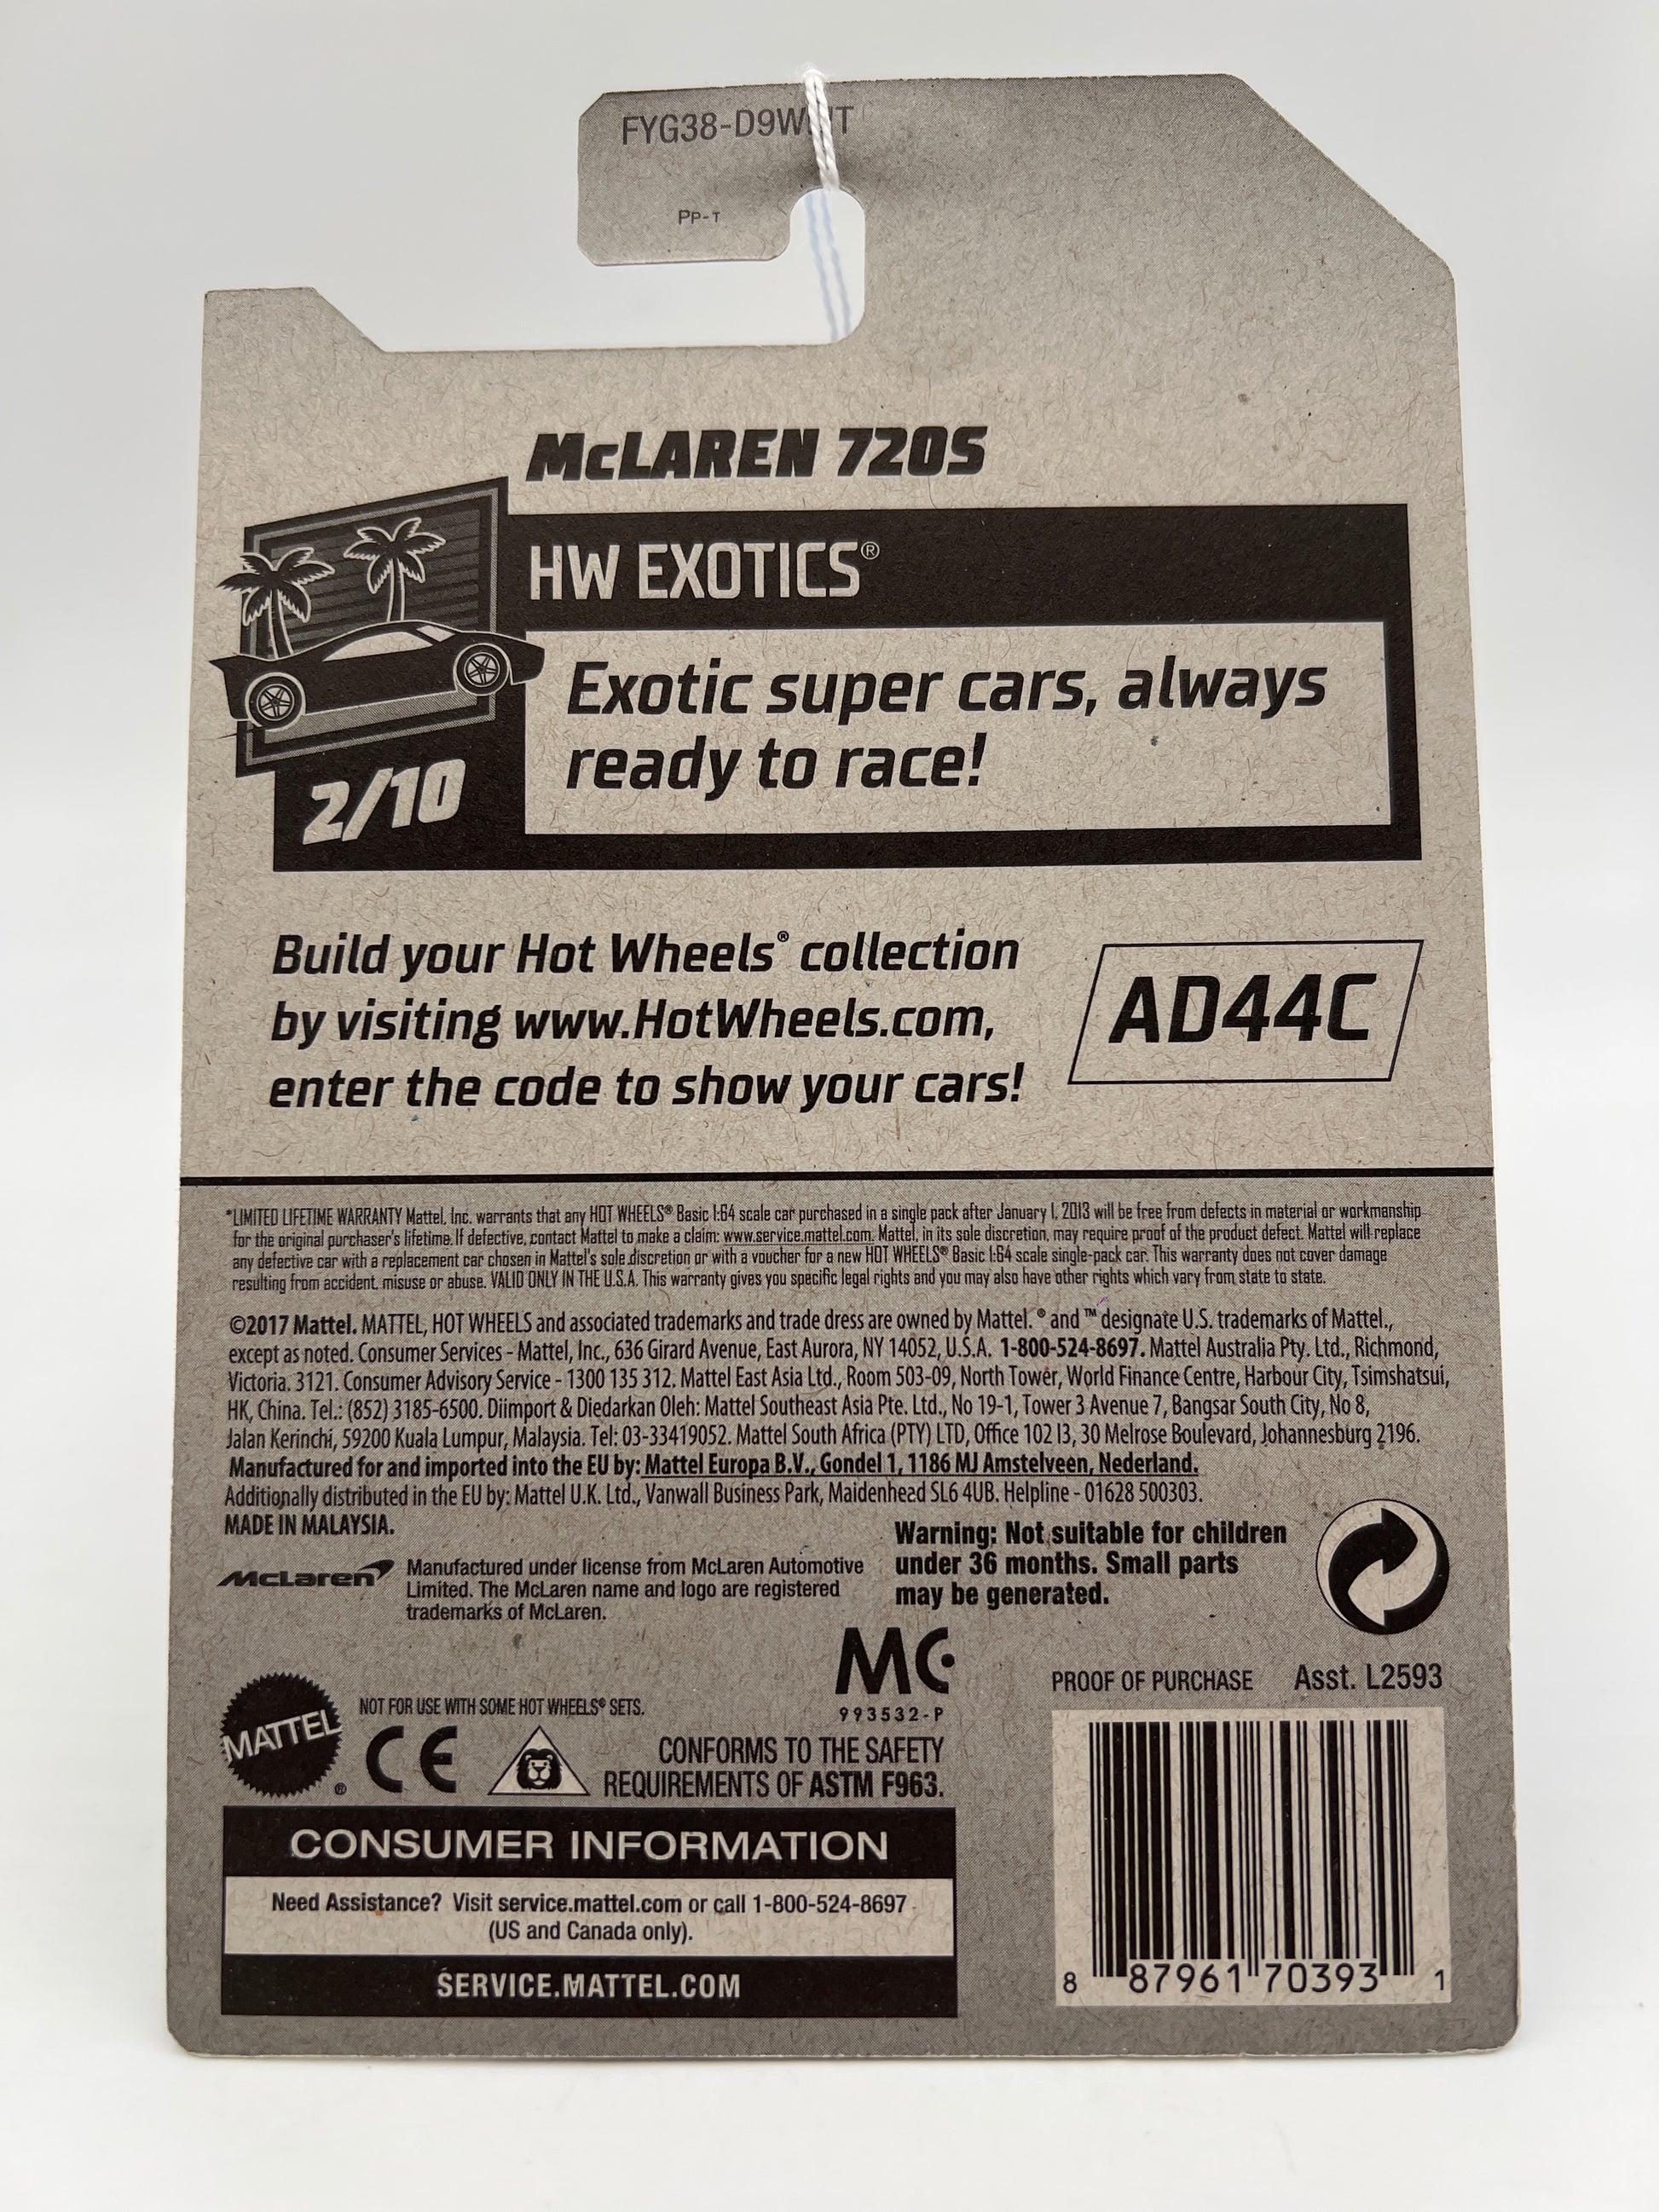 Pp-T
McLAREN 720S
HW EXOTICS®
Exotic super cars, always
ready to race!
2/10
Build your Hot Wheels® collection
by visiting www.HotWheels.com,
enter the code to show your cars!
AD44C
*LIMITED LIFETIME WARRANTY Mattel, Inc. warrants that any HOT WHEELS® Basic 1:64 scale car purchased in a single pack after January 1, 2013 will be free from defects in material or workmanship
for the original purchaser's lifetime. If defective, contact Mattel to make a claim: www.service.mattel.com. Mattel, in its sole discretion, may require proof of the product defect. Mattel will replace
any defective car with a replacement car chosen in Mattel's sole discretion or with a voucher for a new HOT WHEELS® Basic 1:64 scale single-pack car. This warranty does not cover damage
resulting from accident, misuse or abuse. VALID ONLY IN THE U.S.A. This warranty gives you specific legal rights and you may also have other rights which vary from state to state.
©2017 Mattel. MATTEL, HOT WHEELS and associated trademarks and trade dress are owned by Mattel. ® and ™ designate U.S. trademarks of Mattel.,
except as noted. Consumer Services - Mattel, Inc., 636 Girard Avenue, East Aurora, NY 14052, U.S.A. 1-800-524-8697. Mattel Australia Pty. Ltd., Richmond,
Victoria. 3121. Consumer Advisory Service - 1300 135 312. Mattel East Asia Ltd., Room 503-09, North Tower, World Finance Centre, Harbour City, Tsimshatsui,
HK, China. Tel.: (852) 3185-6500. Diimport & Diedarkan Oleh: Mattel Southeast Asia Pte. Ltd., No 19-1, Tower 3 Avenue 7, Bangsar South City, No 8,
Jalan Kerinchi, 59200 Kuala Lumpur, Malaysia. Tel: 03-33419052. Mattel South Africa (PTY) LTD, Office 102 I3, 30 Melrose Boulevard, Johannesburg 2196.
Manufactured for and imported into the EU by: Mattel Europa B.V., Gondel 1, 1186 MJ Amstelveen, Nederland.
Additionally distributed in the EU by: Mattel U.K. Ltd., Vanwall Business Park, Maidenhead SL6 4UB. Helpline - 01628 500303.
MADE IN MALAYSIA.
McLaren
Manufactured under license from McLaren Automotive
Limited. The McLaren name and logo are registered
trademarks of McLaren.
Warning: Not suitable for children
under 36 months. Small parts
may be generated.
MC
993532-P
PROOF OF PURCHASE Asst. L2593
MATTEL®
NOT FOR USE WITH SOME HOT WHEELS® SETS.
CE
CONFORMS TO THE SAFETY
REQUIREMENTS OF ASTM F963.
CONSUMER INFORMATION
Need Assistance? Visit service.mattel.com or call 1-800-524-8697
(US and Canada only).
SERVICE.MATTEL.COM
8 87961 70393 1